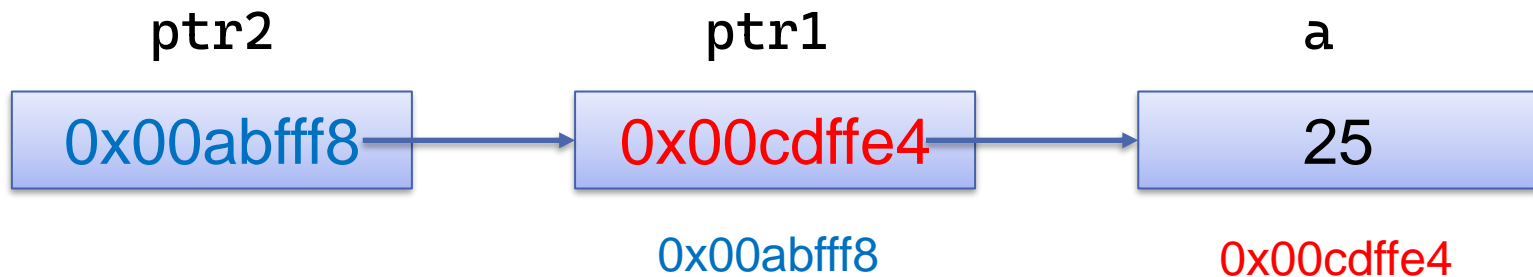 ptr2 ptr1 a
0x00abfff8 0x00cdffe4 25
0x00abfff8 0x00cdffe4